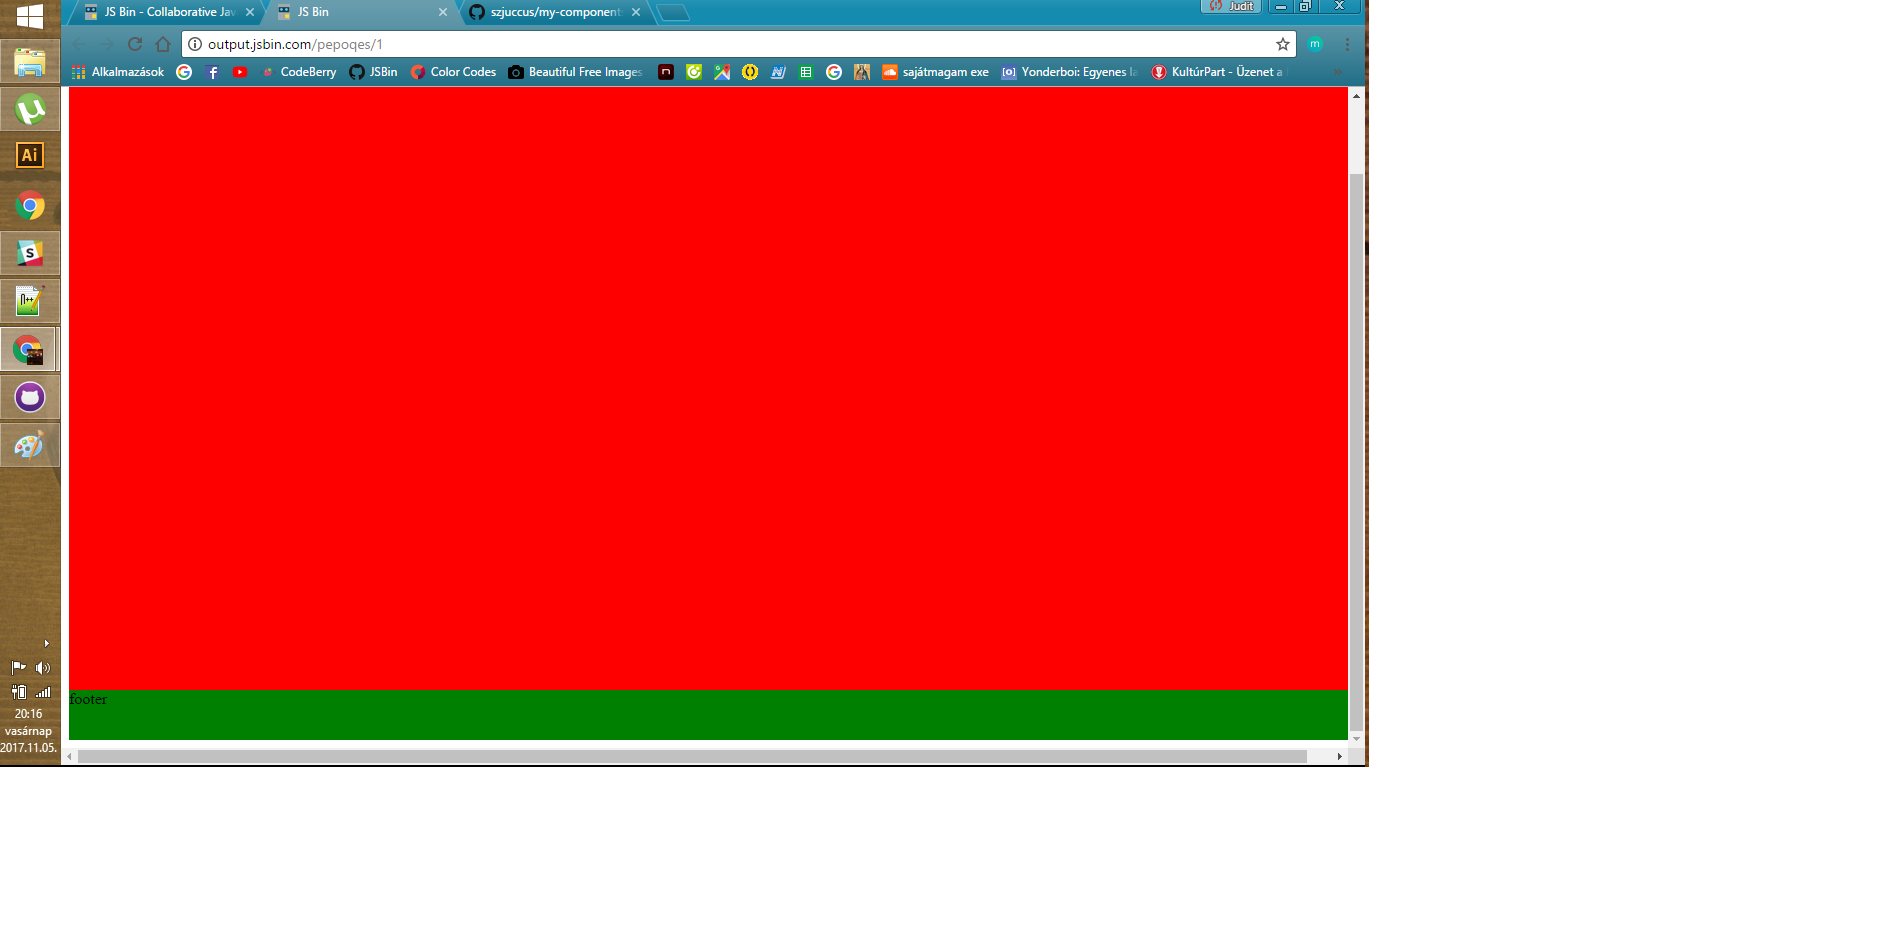 JS Bin - Collaborative Jav
JS Bin
szjuccus/my-component
Judit
output.jsbin.com/pepoqes/1
m
Alkalmazások
CodeBerry
JSBin
Color Codes
Beautiful Free Images
sajátmagam exe
[o] Yonderboi: Egyenes la
KultúrPart - Üzenet a
Ai
S
footer
20:16
vasárnap
2017.11.05.